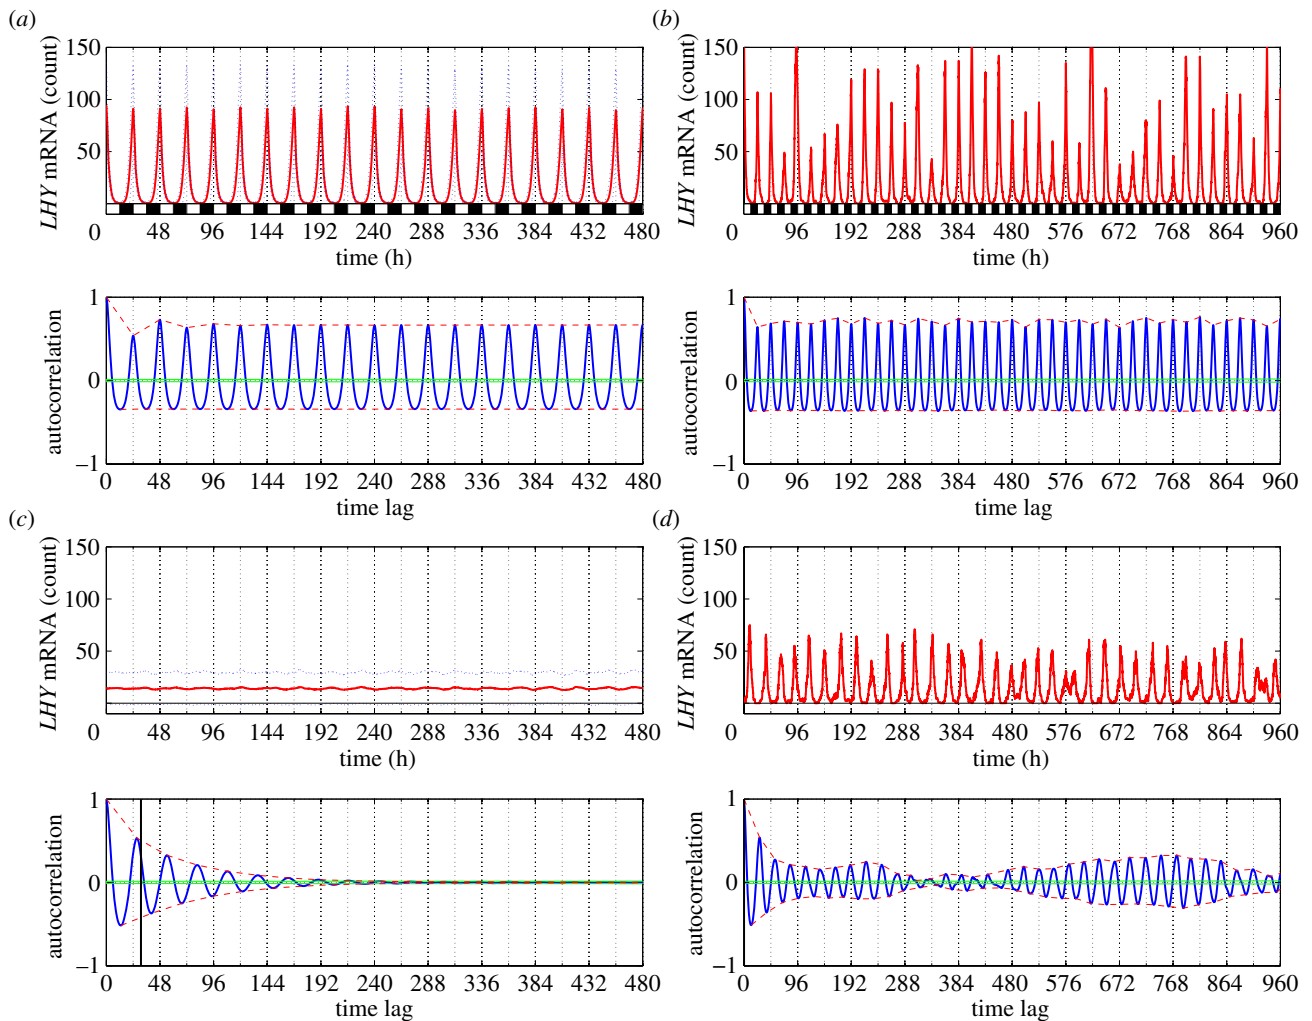 (a)
(b)
150
100
50
LHY mRNA (count)
0 48 96 144 192 240 288 336 384 432 480
time (h)
150
100
50
LHY mRNA (count)
0 96 192 288 384 480 576 672 768 864 960
time (h)
1
0
−1
autocorrelation
0 48 96 144 192 240 288 336 384 432 480
time lag
1
0
−1
autocorrelation
0 96 192 288 384 480 576 672 768 864 960
time lag
(c)
(d)
150
100
50
LHY mRNA (count)
0 48 96 144 192 240 288 336 384 432 480
time (h)
150
100
50
LHY mRNA (count)
0 96 192 288 384 480 576 672 768 864 960
time (h)
1
0
−1
autocorrelation
0 48 96 144 192 240 288 336 384 432 480
time lag
1
0
−1
autocorrelation
0 96 192 288 384 480 576 672 768 864 960
time lag